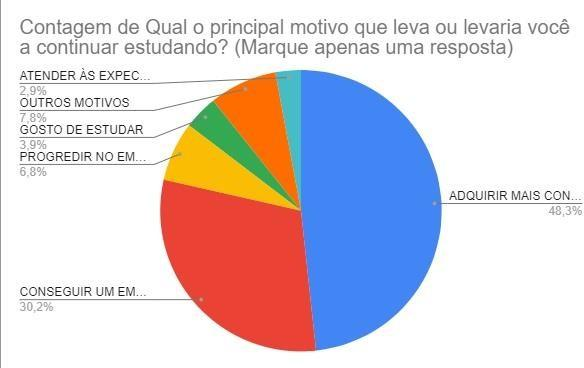 Contagem de Qual o principal motivo que leva ou levaria você
a continuar estudando? (Marque apenas uma resposta)
ATENDER ÀS EXPEC...
2,9%
OUTROS MOTIVOS
7,8%
GOSTO DE ESTUDAR
3,9%
PROGREDIR NO EM...
6,8%
ADQUIRIR MAIS CON...
48,3%
CONSEGUIR UM EM...
30,2%